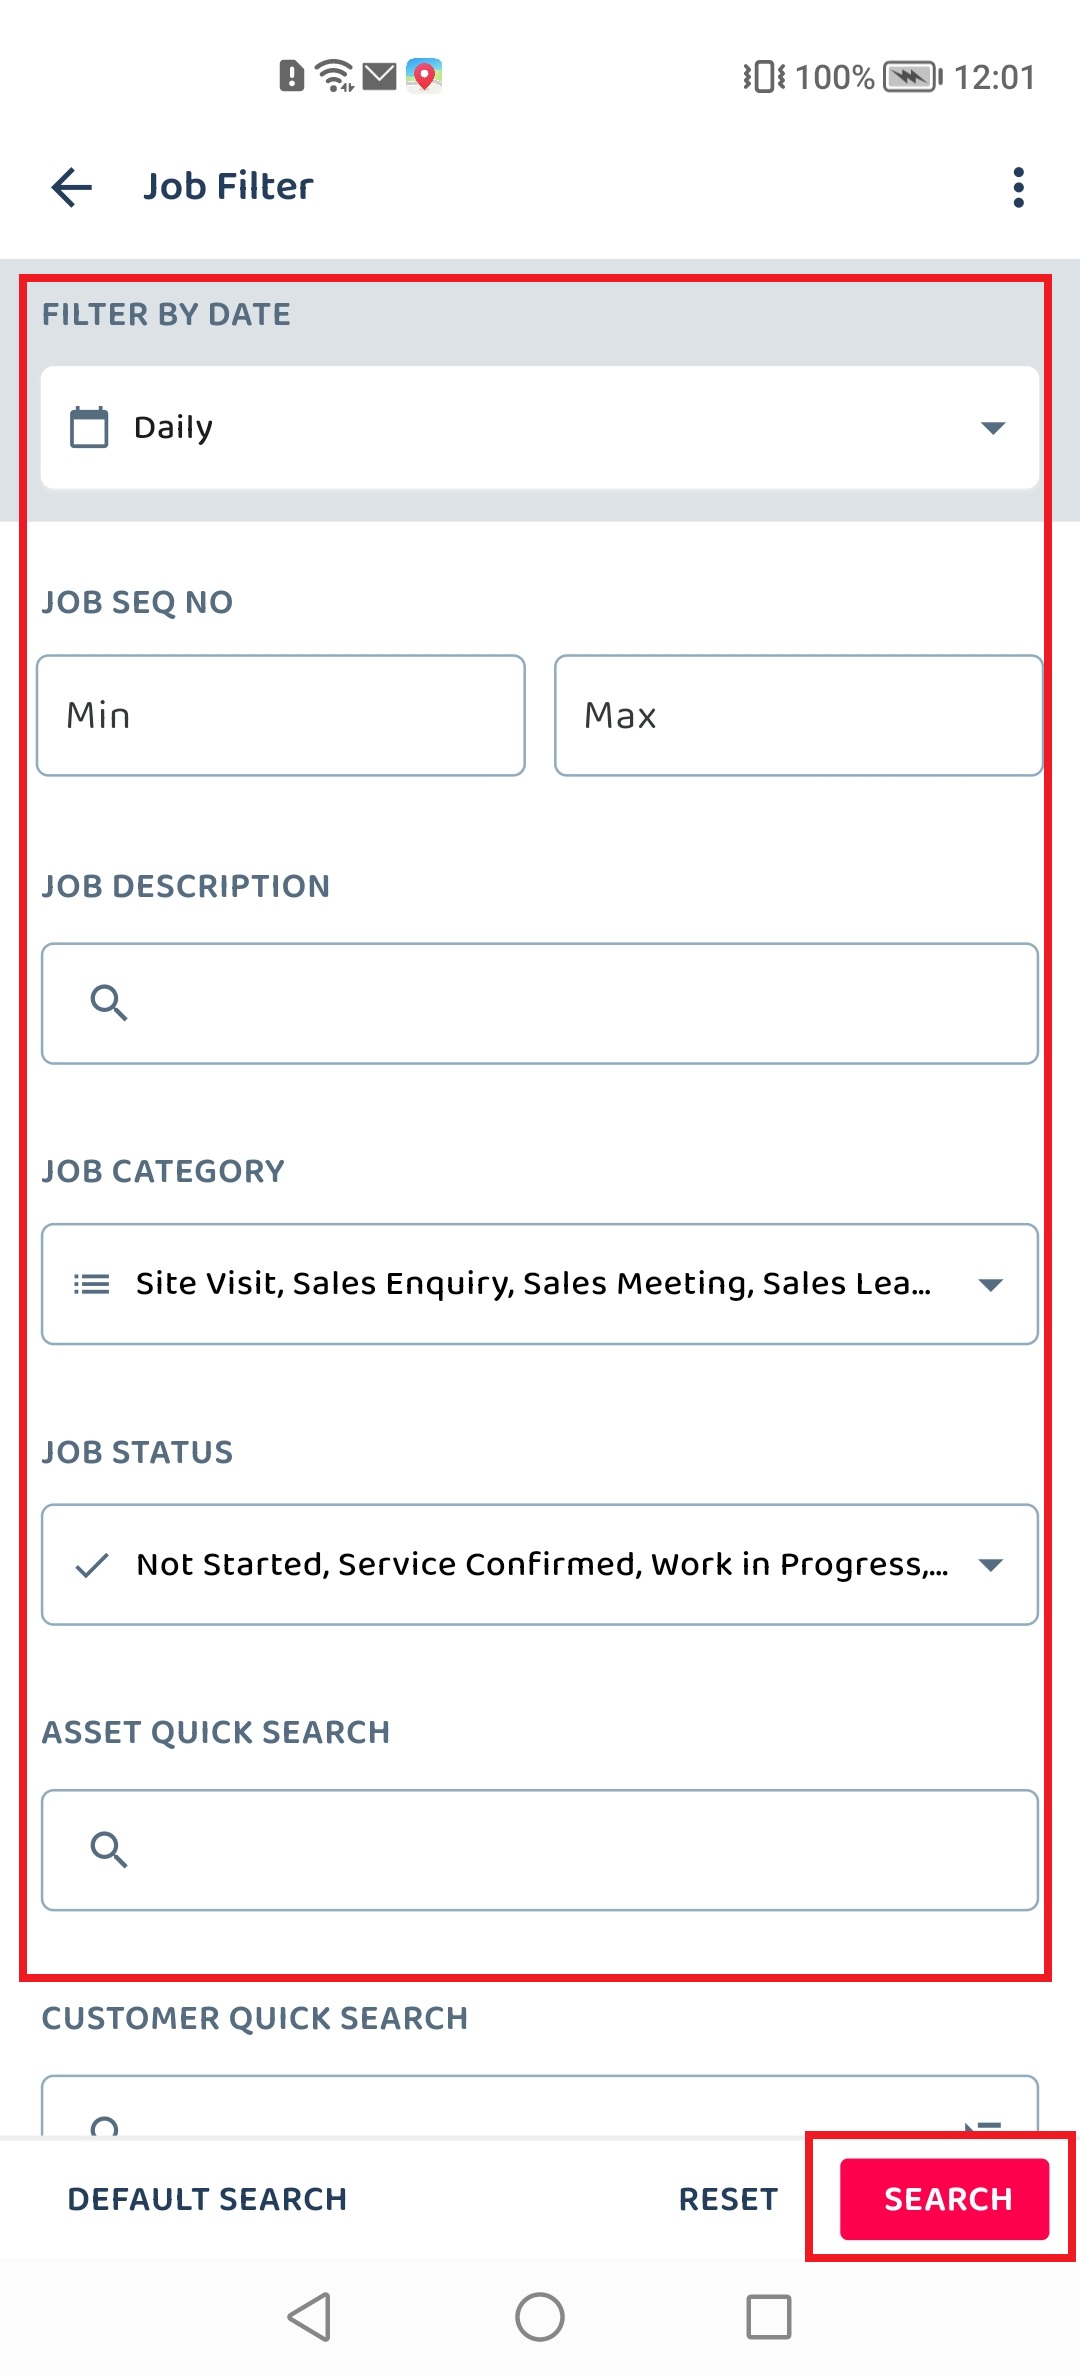 100% 12:01
Job Filter
FILTER BY DATE
Daily
JOB SEQ NO
Min Max
JOB DESCRIPTION
JOB CATEGORY
Site Visit, Sales Enquiry, Sales Meeting, Sales Lea...
JOB STATUS
Not Started, Service Confirmed, Work in Progress,...
ASSET QUICK SEARCH
CUSTOMER QUICK SEARCH
DEFAULT SEARCH RESET SEARCH